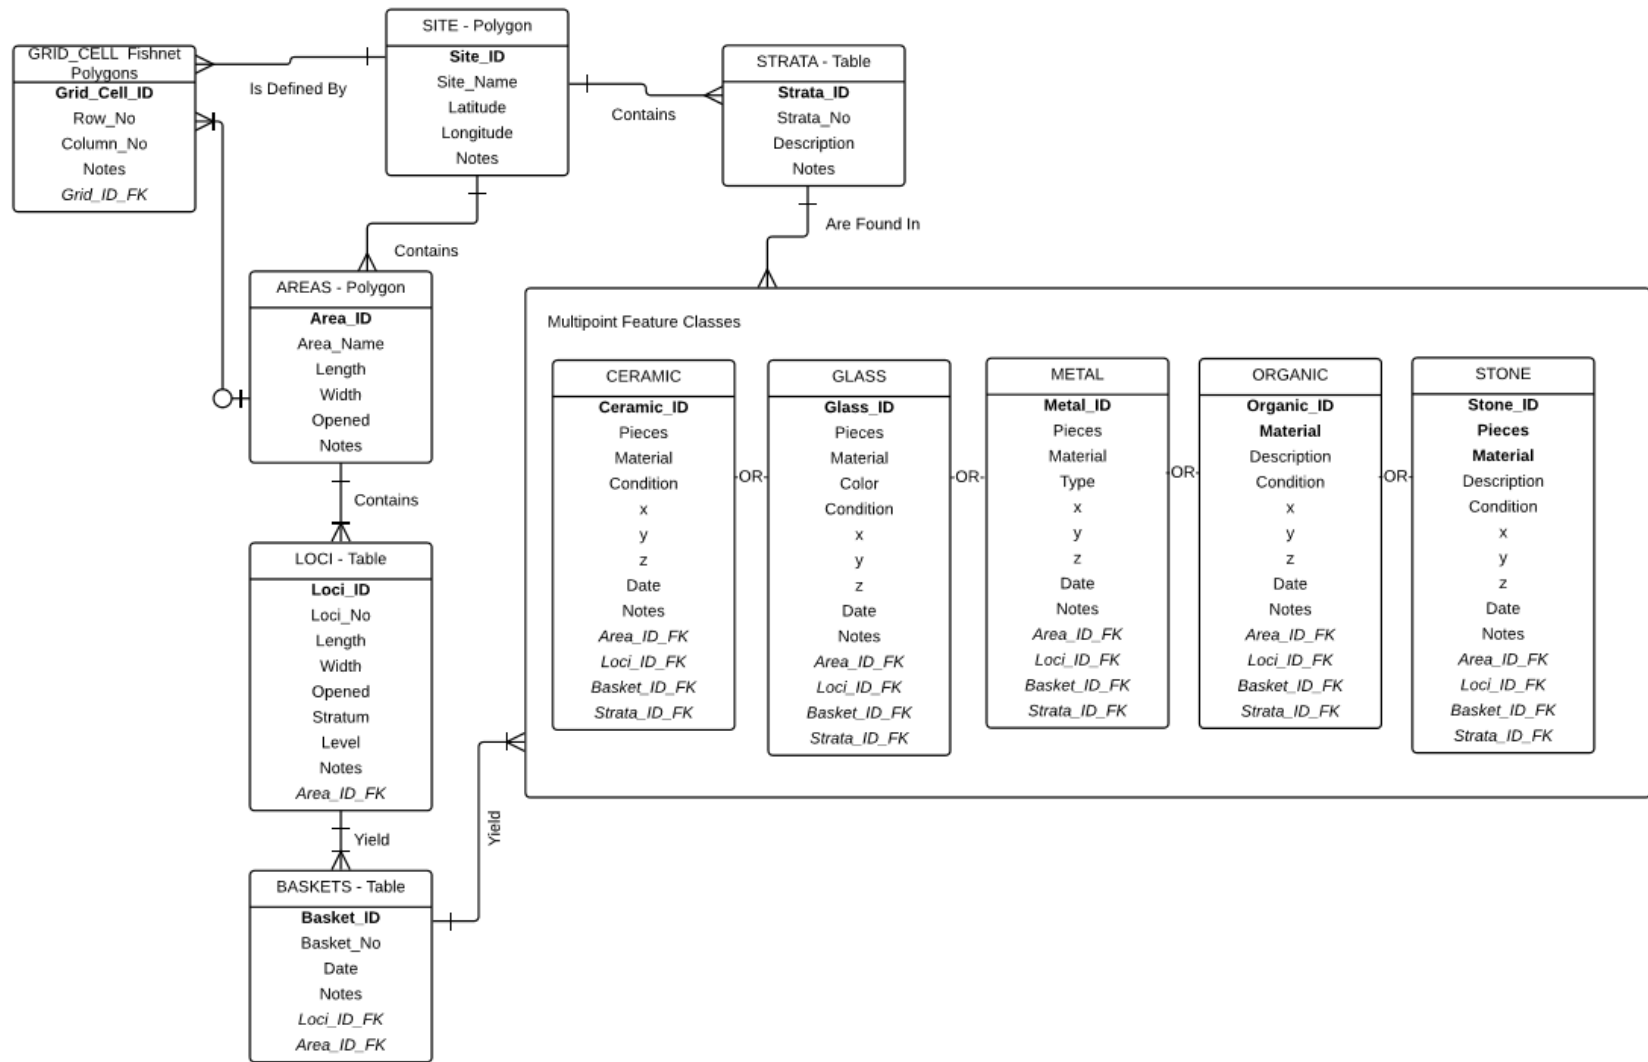 GRID_CELL Fishnet
Polygons
Grid_Cell_ID
Row_No
Column_No
Notes
Grid_ID_FK
Is Defined By
SITE - Polygon
Site_ID
Site_Name
Latitude
Longitude
Notes
Contains
STRATA - Table
Strata_ID
Strata_No
Description
Notes
Are Found In
Contains
AREAS - Polygon
Area_ID
Area_Name
Length
Width
Opened
Notes
Contains
LOCI - Table
Loci_ID
Loci_No
Length
Width
Opened
Stratum
Level
Notes
Area_ID_FK
Yield
BASKETS - Table
Basket_ID
Basket_No
Date
Notes
Loci_ID_FK
Area_ID_FK
Yield
Multipoint Feature Classes
CERAMIC
Ceramic_ID
Pieces
Material
Condition
x
y
z
Date
Notes
Area_ID_FK
Loci_ID_FK
Basket_ID_FK
Strata_ID_FK
-OR-
GLASS
Glass_ID
Pieces
Material
Color
Condition
x
y
z
Date
Notes
Area_ID_FK
Loci_ID_FK
Basket_ID_FK
Strata_ID_FK
-OR-
METAL
Metal_ID
Pieces
Material
Type
x
y
z
Date
Notes
Area_ID_FK
Loci_ID_FK
Basket_ID_FK
Strata_ID_FK
-OR-
ORGANIC
Organic_ID
Material
Description
Condition
x
y
z
Date
Notes
Area_ID_FK
Loci_ID_FK
Basket_ID_FK
Strata_ID_FK
-OR-
STONE
Stone_ID
Pieces
Material
Description
Condition
x
y
z
Date
Notes
Area_ID_FK
Loci_ID_FK
Basket_ID_FK
Strata_ID_FK